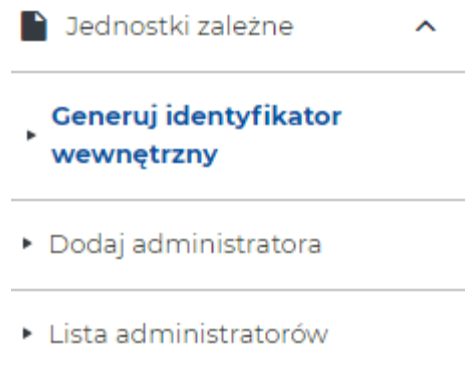 Jednostki zależne
Generuj identyfikator
wewnętrzny
Dodaj administratora
Lista administratorów